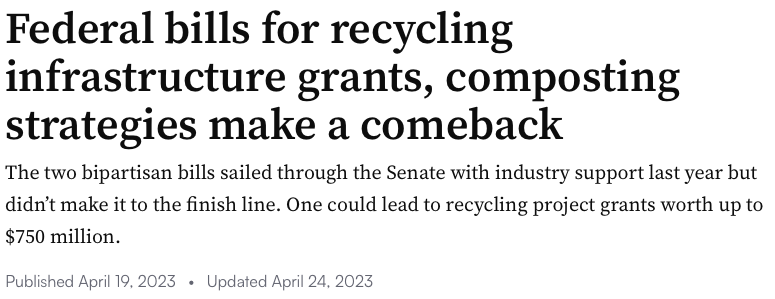 Federal bills for recycling
infrastructure grants, composting
strategies make a comeback
The two bipartisan bills sailed through the Senate with industry support last year but
didn’t make it to the finish line. One could lead to recycling project grants worth up to
$750 million.
Published April 19, 2023 • Updated April 24, 2023